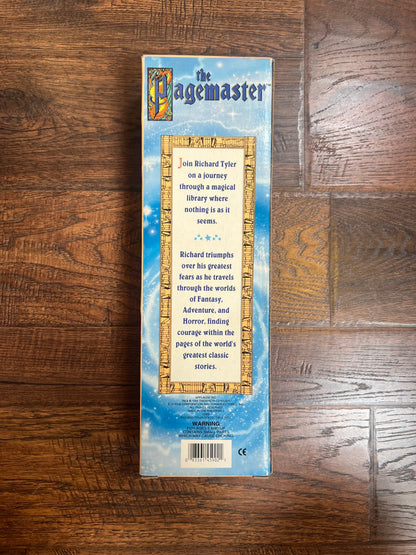 the
Pagemaster™
Join Richard Tyler
on a journey
through a magical
library where
nothing is as it
seems.
Richard triumphs
over his greatest
fears as he travels
through the worlds
of Fantasy,
Adventure, and
Horror, finding
courage within the
pages of the world's
greatest classic
stories.
WARNING
CE